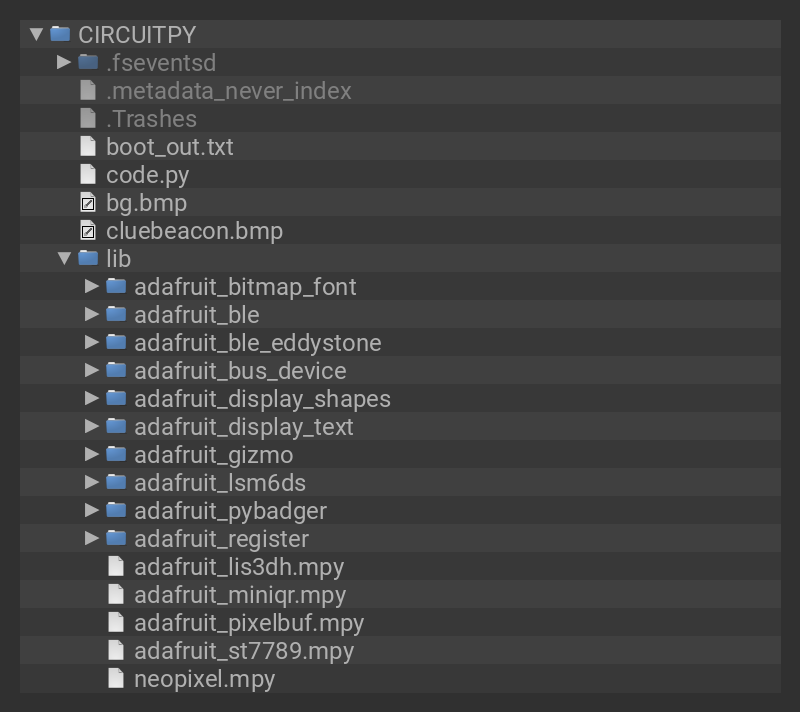 CIRCUITPY
.fseventsd
.metadata_never_index
.Trashes
boot_out.txt
code.py
bg.bmp
cluebeacon.bmp
lib
adafruit_bitmap_font
adafruit_ble
adafruit_ble_eddystone
adafruit_bus_device
adafruit_display_shapes
adafruit_display_text
adafruit_gizmo
adafruit_lsm6ds
adafruit_pybadger
adafruit_register
adafruit_lis3dh.mpy
adafruit_miniqr.mpy
adafruit_pixelbuf.mpy
adafruit_st7789.mpy
neopixel.mpy